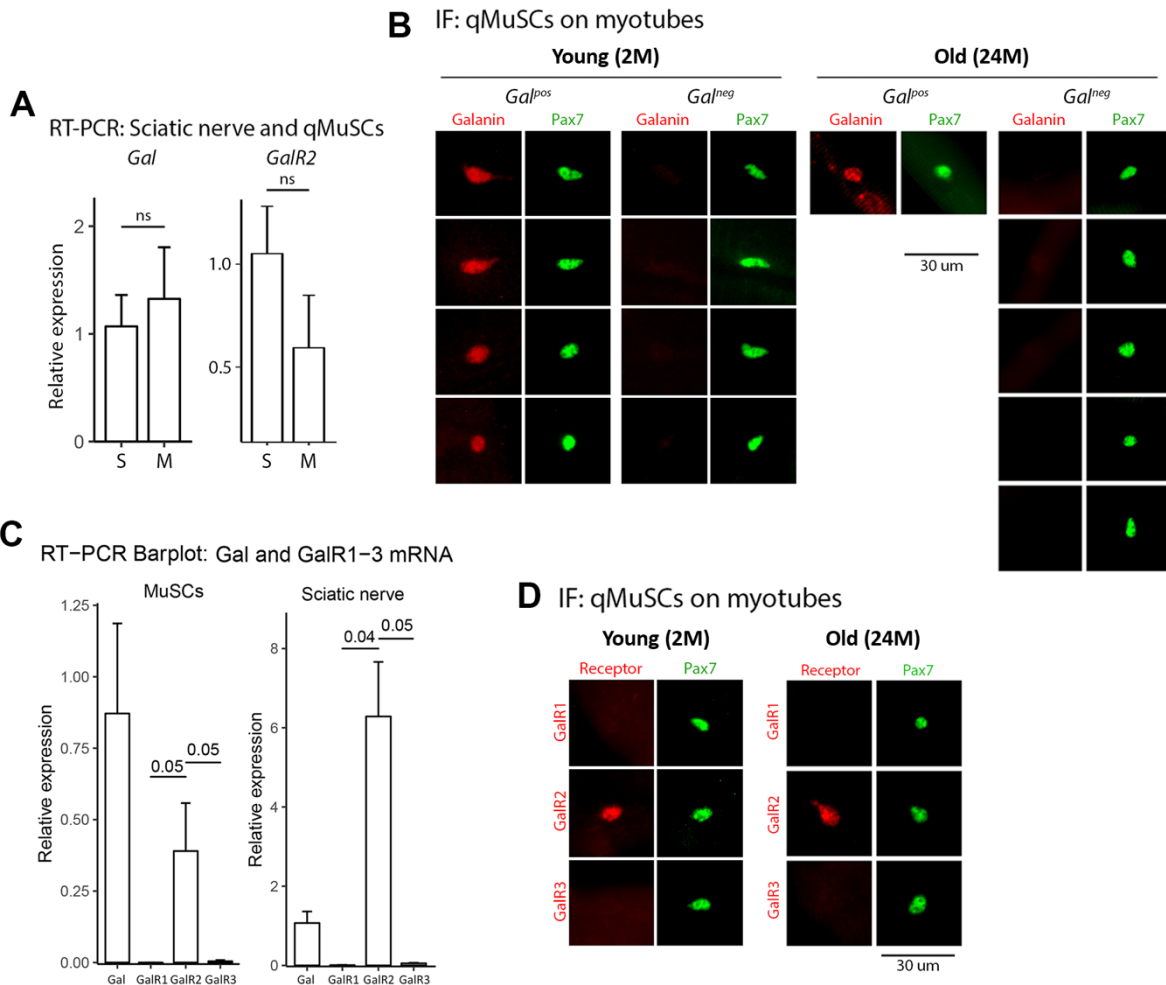 A
RT-PCR: Sciatic nerve and qMuSCs
Gal
GalR2
ns
ns
2
1
0
1.0
0.5
Relative expression
S M
S M
B
IF: qMuSCs on myotubes
Young (2M)
Old (24M)
Galpos
Galneg
Galpos
Galneg
Galanin Pax7
Galanin Pax7
Galanin Pax7
Galanin Pax7
30 um
C
RT−PCR Barplot: Gal and GalR1−3 mRNA
MuSCs
Sciatic nerve
1.25
1.00
0.75
0.50
0.25
0.00
Relative expression
0.05
0.05
Gal GalR1 GalR2 GalR3
8
6
4
2
0
Relative expression
0.04
0.05
Gal GalR1 GalR2 GalR3
D
IF: qMuSCs on myotubes
Young (2M)
Old (24M)
Receptor Pax7
Receptor Pax7
GalR1
GalR2
GalR3
GalR1
GalR2
GalR3
30 um